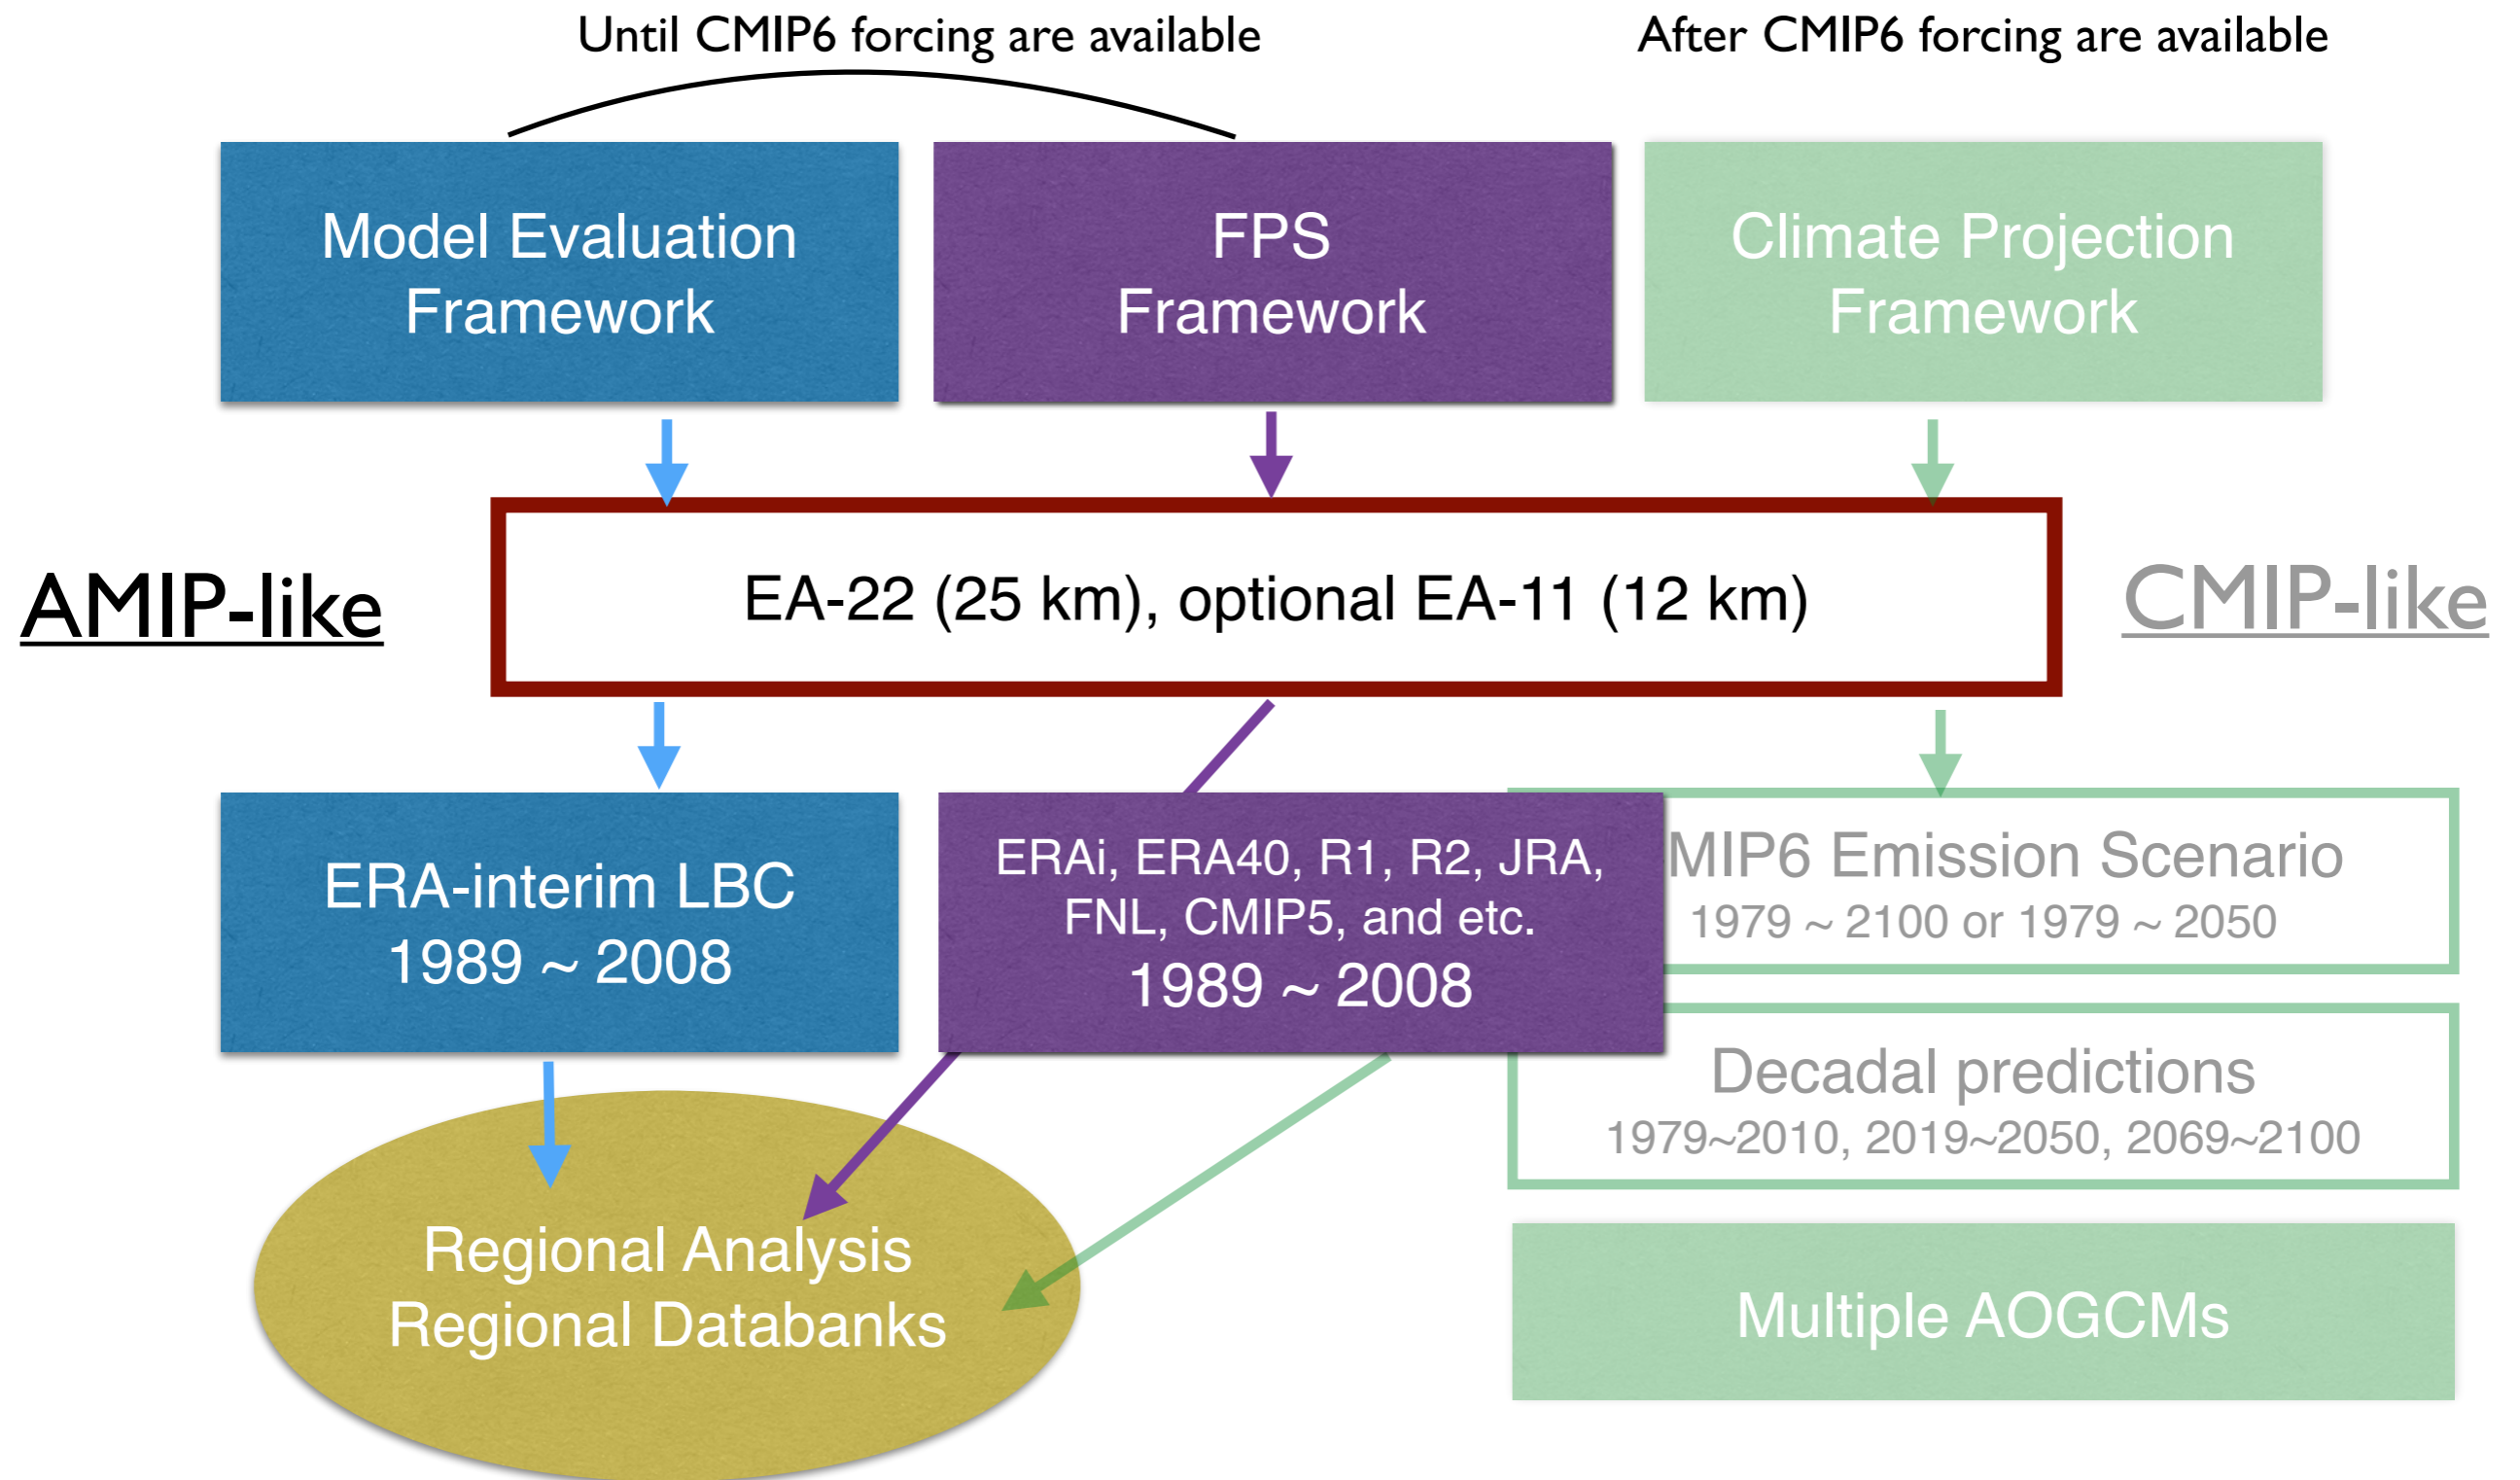 Until CMIP6 forcing are available
After CMIP6 forcing are available
Model Evaluation
Framework
FPS
Framework
Climate Projection
Framework
AMIP-like
EA-22 (25 km), optional EA-11 (12 km)
CMIP-like
ERA-interim LBC
1989 ~ 2008
ERAi, ERA40, R1, R2, JRA,
FNL, CMIP5, and etc.
1989 ~ 2008
MIP6 Emission Scenario
1979 ~ 2100 or 1979 ~ 2050
Decadal predictions
1979~2010, 2019~2050, 2069~2100
Regional Analysis
Regional Databanks
Multiple AOGCMs